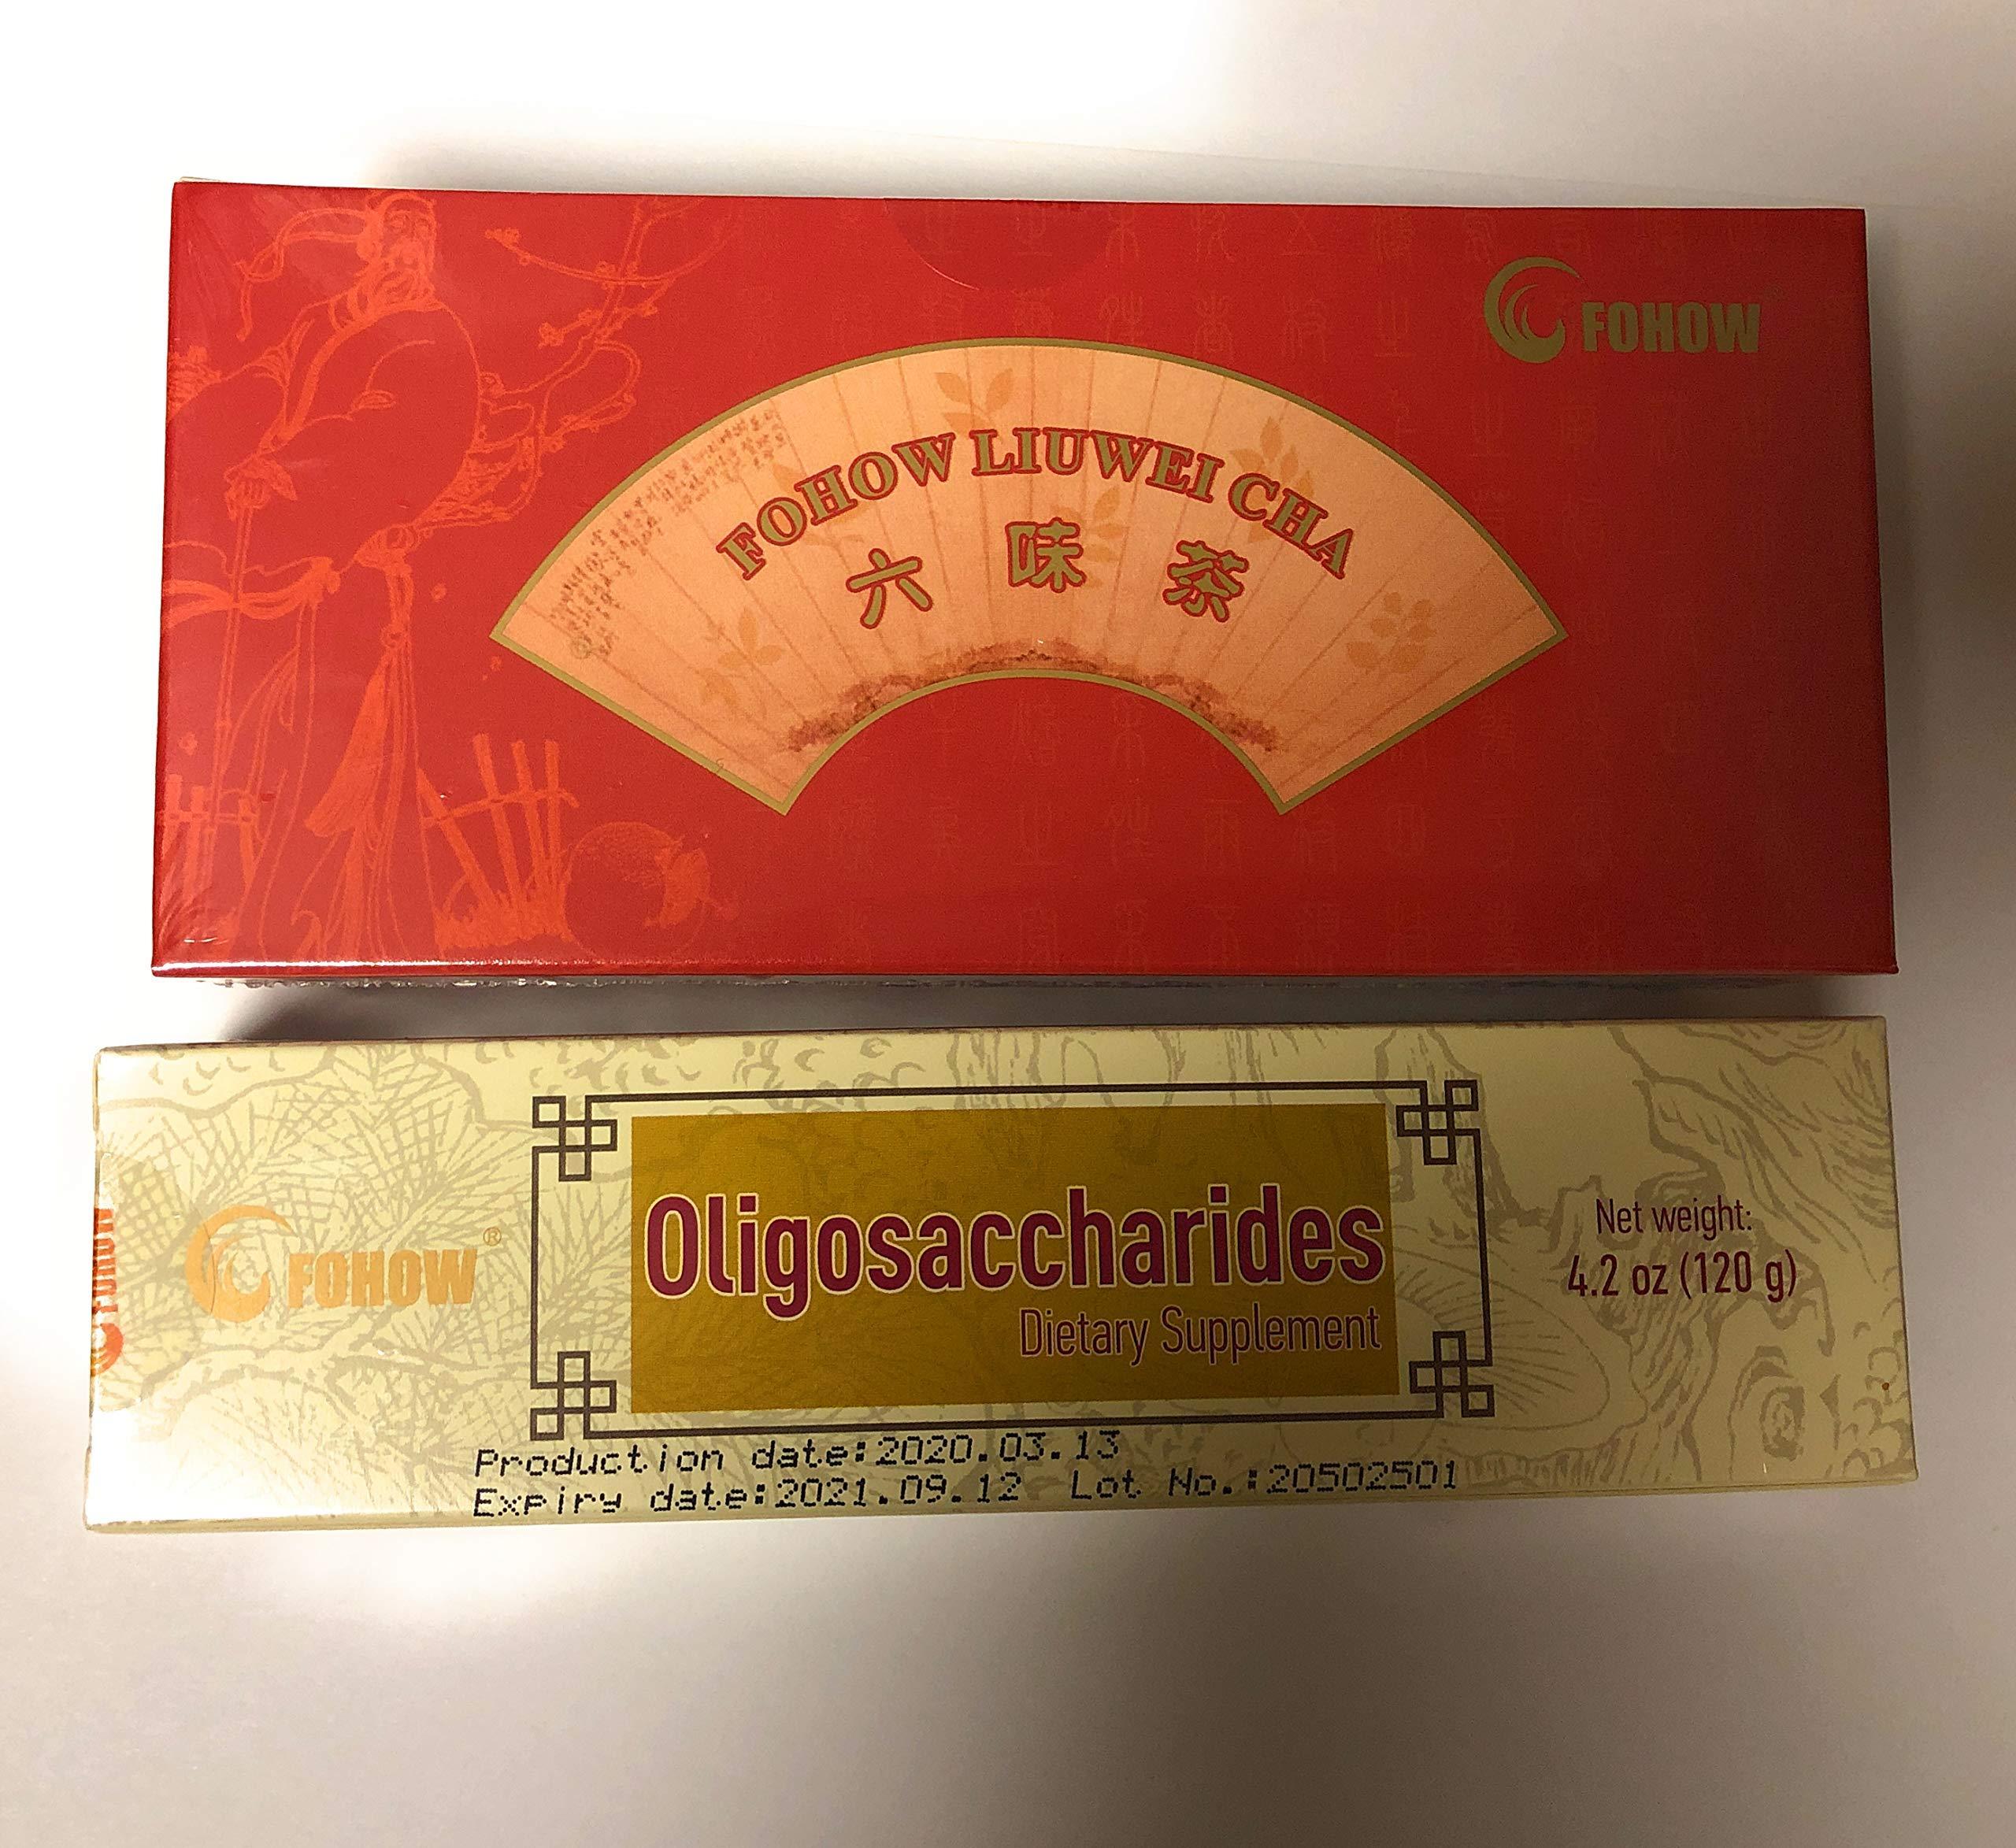 FOHOW
FOHOW LIUWEI CHA
六味茶
FOHOW®
Oligosaccharides
Dietary Supplement
Net weight:
4.2 oz (120 g)
FOHOW
Production date:2020.03.13
Expiry date:2021.09.12 Lot No.:20502501